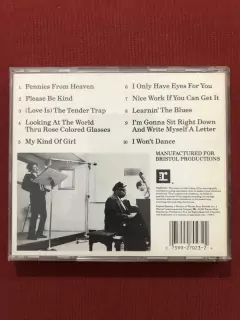 1 Pennies From Heaven
2 Please Be Kind
3 (Love Is) The Tender Trap
4 Looking At The World
Thru Rose Colored Glasses
5 My Kind Of Girl
6 I Only Have Eyes For You
7 Nice Work If You Can Get It
8 Learnin' The Blues
9 I'm Gonna Sit Right Down
And Write Myself A Letter
10 I Won't Dance
MANUFACTURED FOR
BRISTOL PRODUCTIONS
r